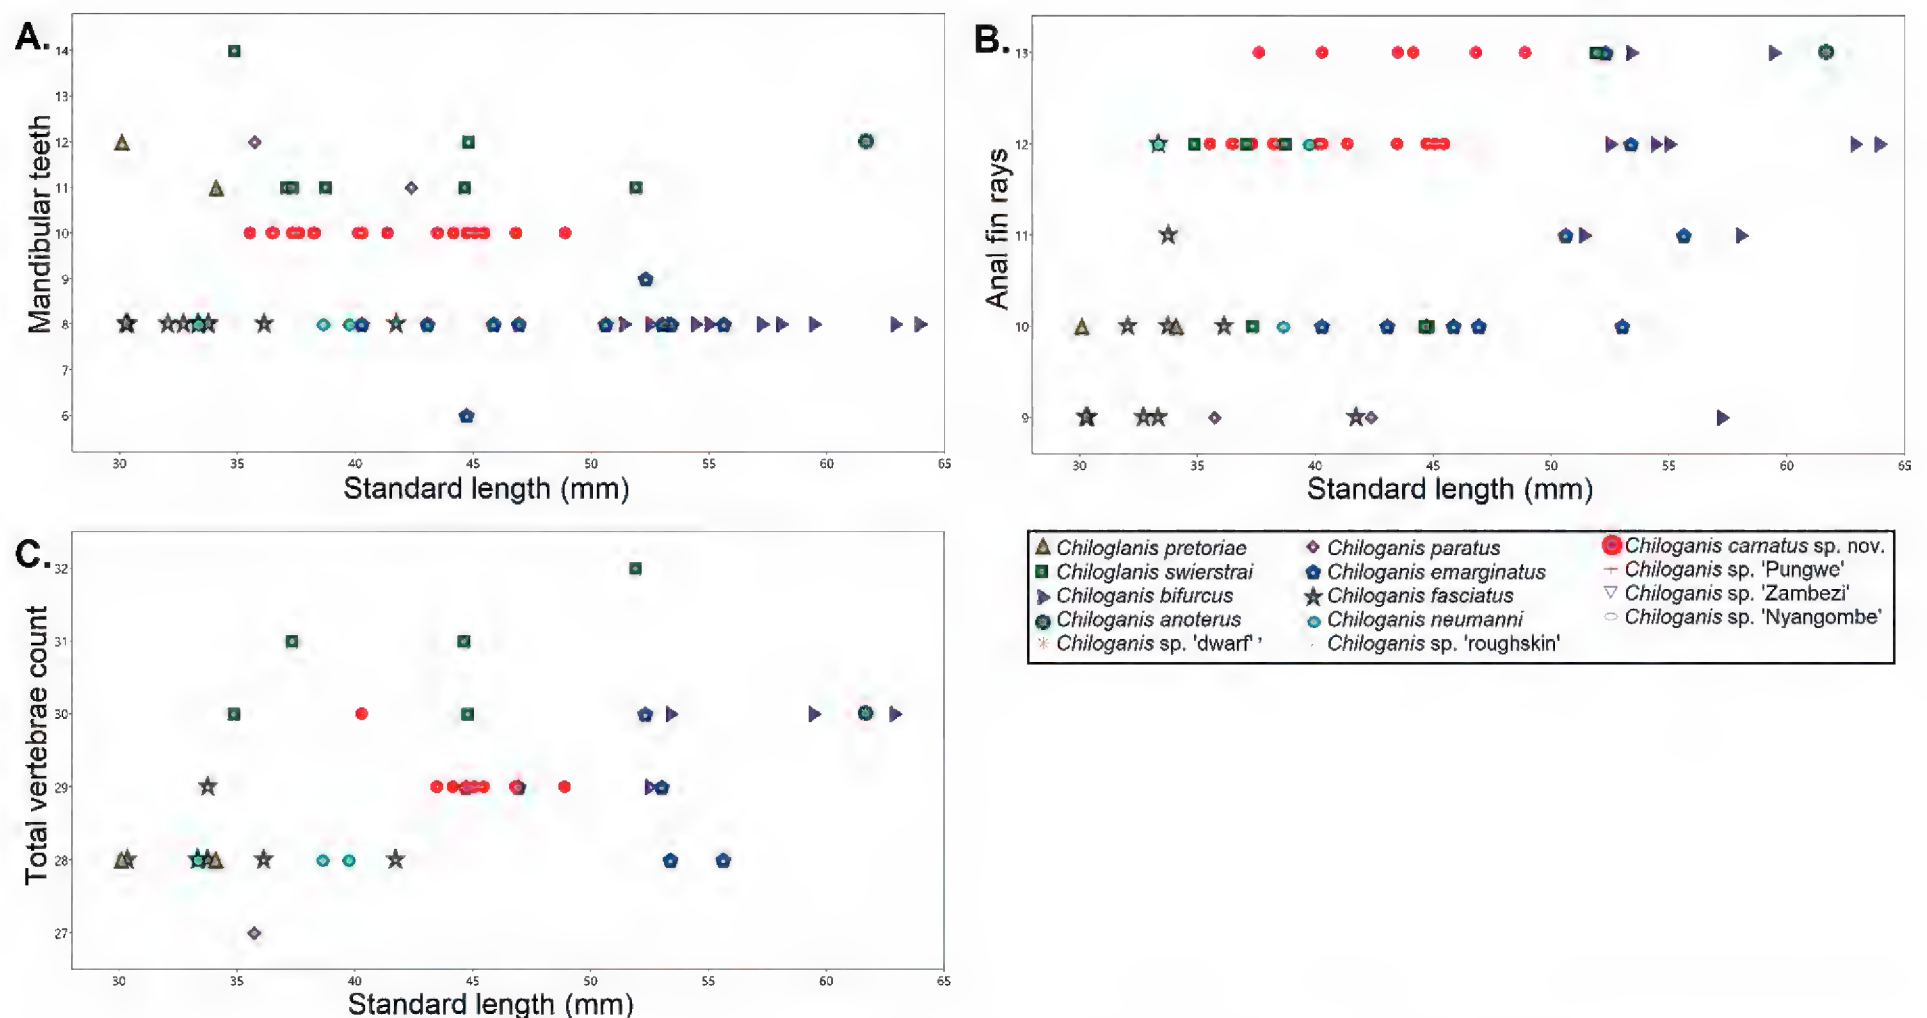 A.
Mandibular teeth
14
13
12
11
10
9
8
7
6
30 35 40 45 50 55 60 65
Standard length (mm)
B.
Anal fin rays
13
12
11
10
9
30 35 40 45 50 55 60 65
Standard length (mm)
C.
Total vertebrae count
32
31
30
29
28
27
30 35 40 45 50 55 60 65
Standard length (mm)
Chiloglanis pretoriae
Chiloglanis swierstrai
Chiloganis bifurcus
Chiloganis anoterus
Chiloganis sp. 'dwarf' '
Chiloganis paratus
Chiloganis emarginatus
Chiloganis fasciatus
Chiloganis neumanni
Chiloganis sp. 'roughskin'
Chiloganis carnatus sp. nov.
Chiloganis sp. 'Pungwe'
Chiloganis sp. 'Zambezi'
Chiloganis sp. 'Nyangombe'